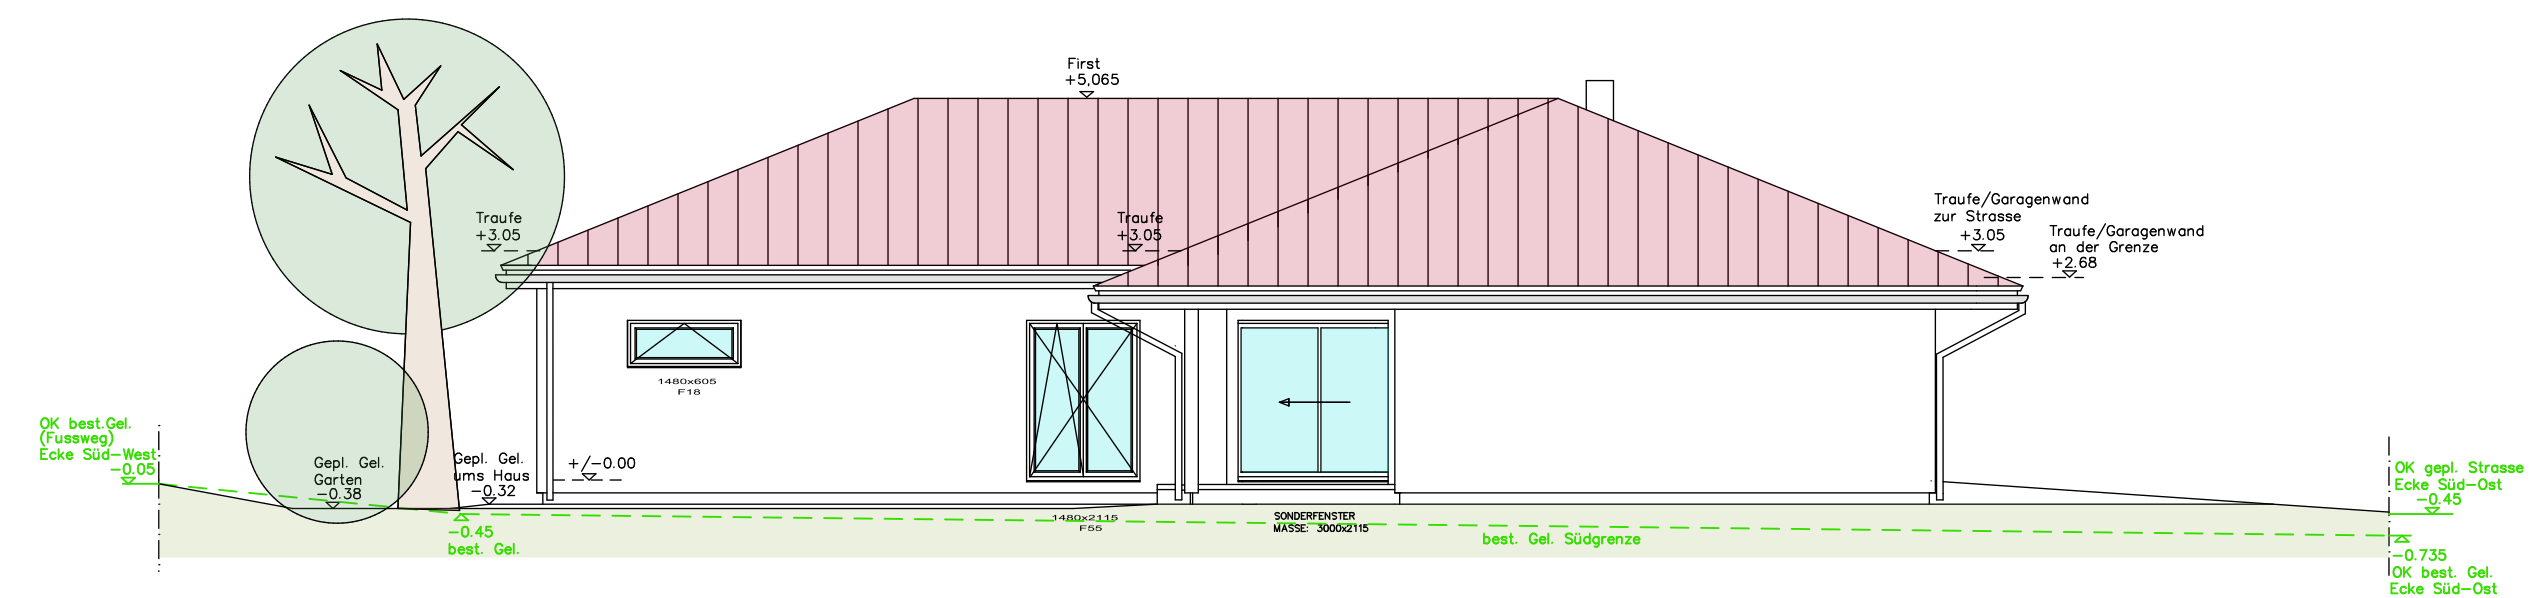 First
+5,065
Traufe
+3.05
Traufe
+3.05
Traufe/Garagenwand
zur Strasse
+3.05
Traufe/Garagenwand
an der Grenze
+2.68
1480x605
F18
OK best.Gel.
(Fussweg)
Ecke Süd-West
-0.05
Gepl. Gel.
Garten
-0.38
Gepl. Gel.
ums Haus
-0.32
+/-0.00
OK gepl. Strasse
Ecke Süd-Ost
-0.45
1480x2115
F55
SONDERFENSTER
MASSE: 3000x2115
-0.45
best. Gel.
best. Gel. Südgrenze
-0.735
OK best. Gel.
Ecke Süd-Ost